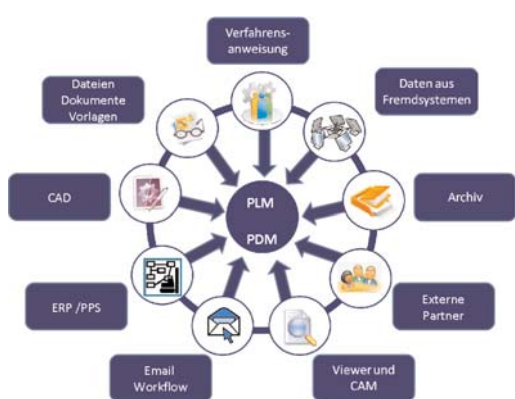 Verfahrens-
anweisung
Dateien
Dokumente
Vorlagen
Daten aus
Fremdsystemen
CAD
PLM
PDM
Archiv
ERP /PPS
Externe
Partner
Email
Workflow
Viewer und
CAM